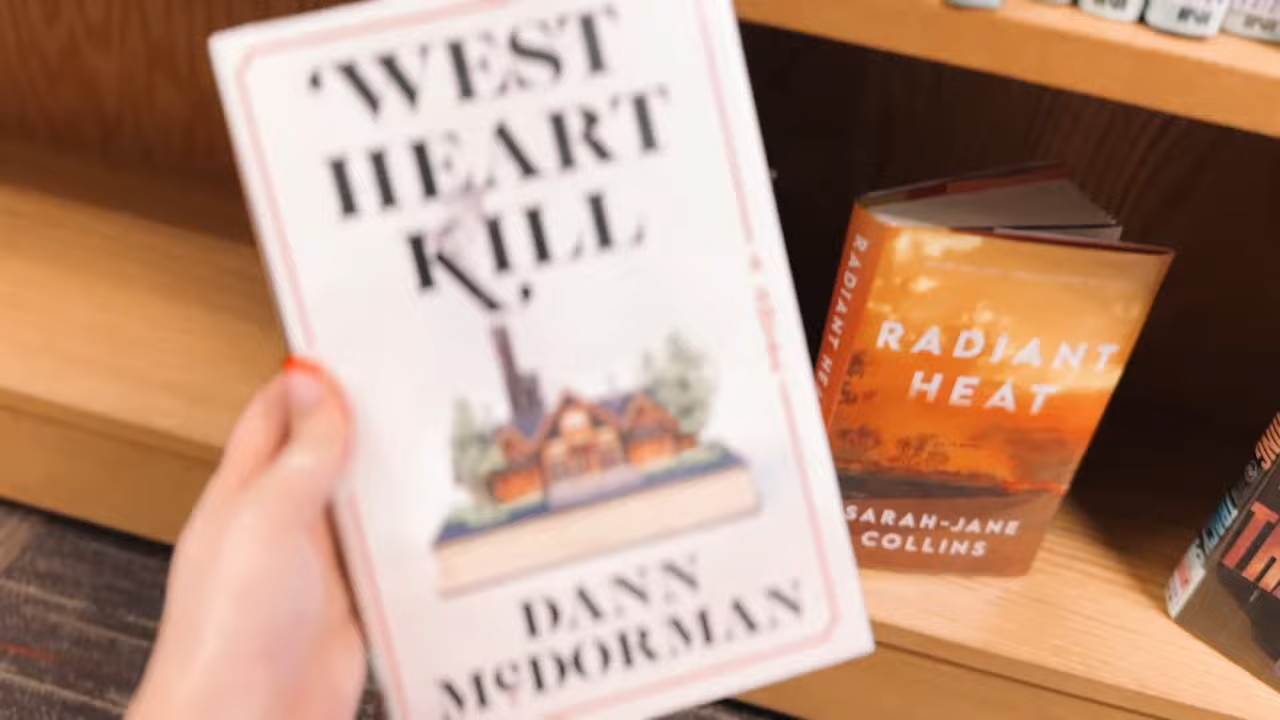 WEST
HEART
KILL
DANN
McDORMAN
RADIANT HEAT
RADIANT
HEAT
SARAH-JANE
COLLINS